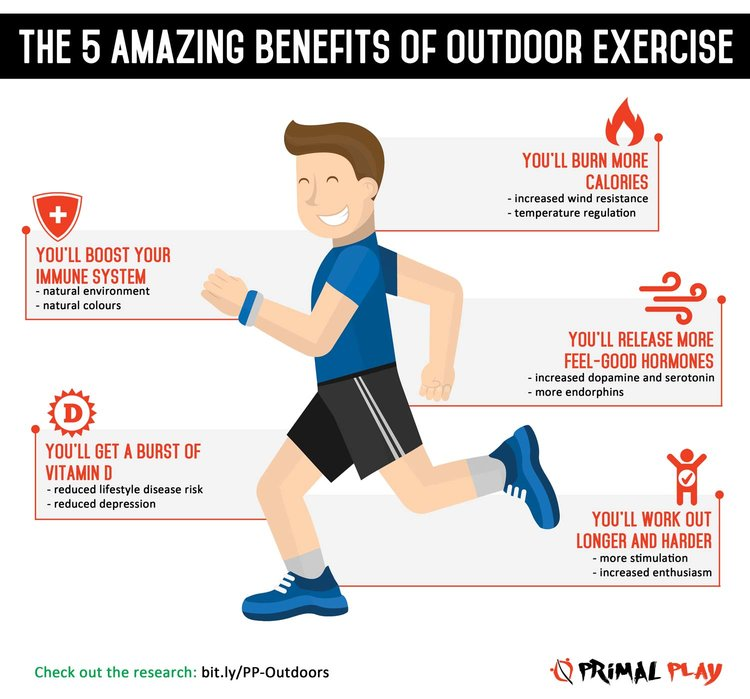 THE 5 AMAZING BENEFITS OF OUTDOOR EXERCISE
YOU'LL BURN MORE
CALORIES
- increased wind resistance
- temperature regulation
YOU'LL BOOST YOUR
IMMUNE SYSTEM
- natural environment
- natural colours
YOU'LL RELEASE MORE
FEEL-GOOD HORMONES
- increased dopamine and serotonin
- more endorphins
D
YOU'LL GET A BURST OF
VITAMIN D
- reduced lifestyle disease risk
- reduced depression
YOU'LL WORK OUT
LONGER AND HARDER
- more stimulation
- increased enthusiasm
Check out the research: bit.ly/PP-Outdoors
PRIMAL PLAY